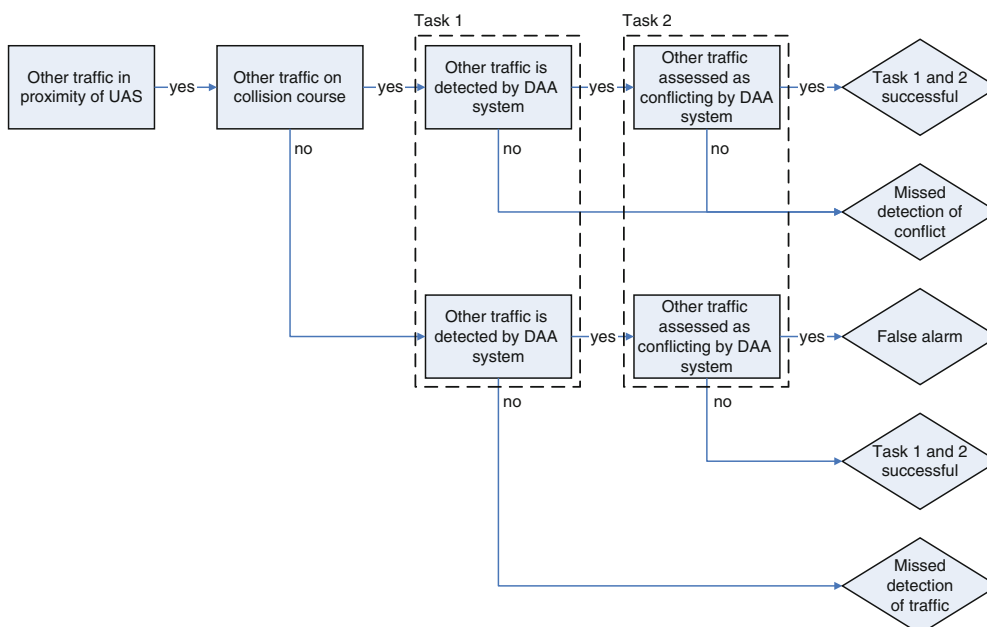 Task 1
Task 2
Other traffic in
proximity of UAS
yes
Other traffic on
collision course
yes
Other traffic is
detected by DAA
system
yes
Other traffic
assessed as
conflicting by DAA
system
yes
Task 1 and 2
successful
no
no
no
Missed
detection of
conflict
Other traffic is
detected by DAA
system
yes
Other traffic
assessed as
conflicting by DAA
system
yes
False alarm
no
no
Task 1 and 2
successful
Missed
detection
of traffic